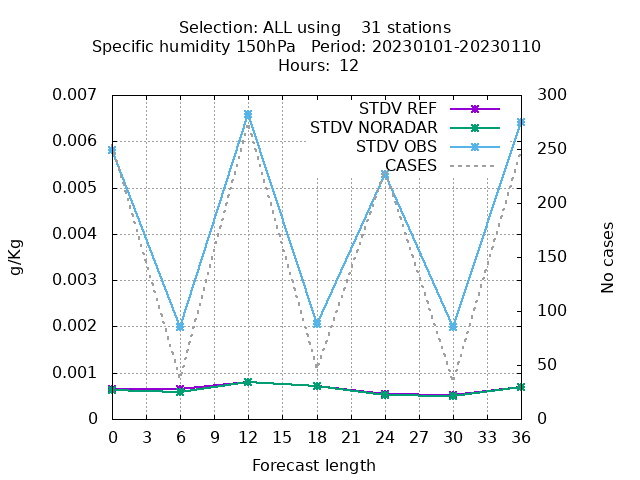 Selection: ALL using    31 stations
Specific humidity 150hPa   Period: 20230101-20230110
Hours: 12
STDV REF
STDV NORADAR
STDV OBS
CASES
0.007
0.006
0.005
0.004
0.003
0.002
0.001
0
g/Kg
300
250
200
150
100
50
0
No cases
0 3 6 9 12 15 18 21 24 27 30 33 36
Forecast length